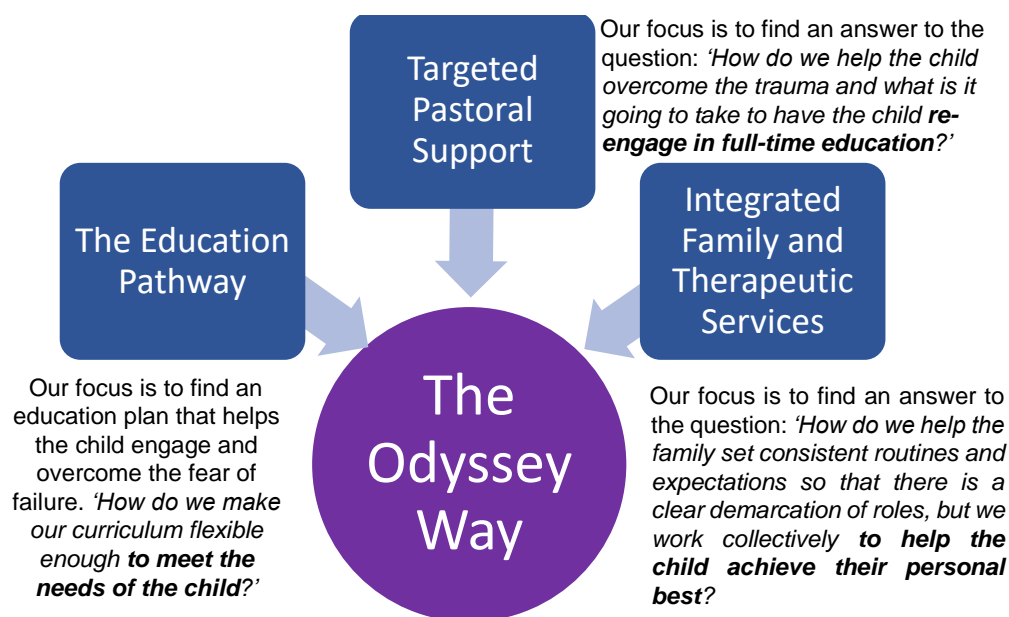 Targeted
Pastoral
Support
Our focus is to find an answer to the
question: ‘How do we help the child
overcome the trauma and what is it
going to take to have the child re-
engage in full-time education?’
The Education
Pathway
Integrated
Family and
Therapeutic
Services
The
Odyssey
Way
Our focus is to find an
education plan that helps
the child engage and
overcome the fear of
failure. ‘How do we make
our curriculum flexible
enough to meet the
needs of the child?’
Our focus is to find an answer to
the question: ‘How do we help the
family set consistent routines and
expectations so that there is a
clear demarcation of roles, but we
work collectively to help the
child achieve their personal
best?